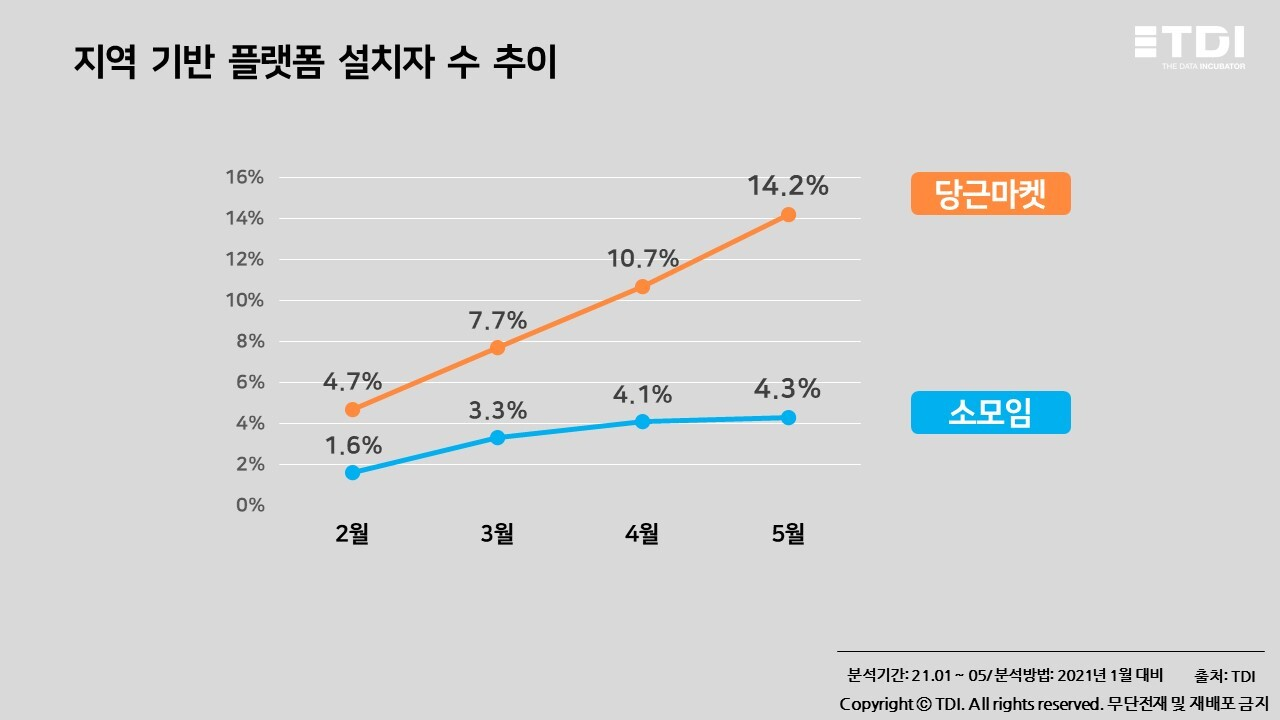 지역 기반 플랫폼 설치자 수 추이
TDI
THE DATA INCUBATOR
16%
14%
12%
10%
8%
6%
4%
2%
0%
4.7%
7.7%
10.7%
14.2%
1.6%
3.3%
4.1%
4.3%
2월 3월 4월 5월
당근마켓
소모임
분석기간: 21.01 ~ 05/ 분석방법: 2021년 1월 대비 출처: TDI
Copyright ⓒ TDI. All rights reserved. 무단전재 및 재배포 금지